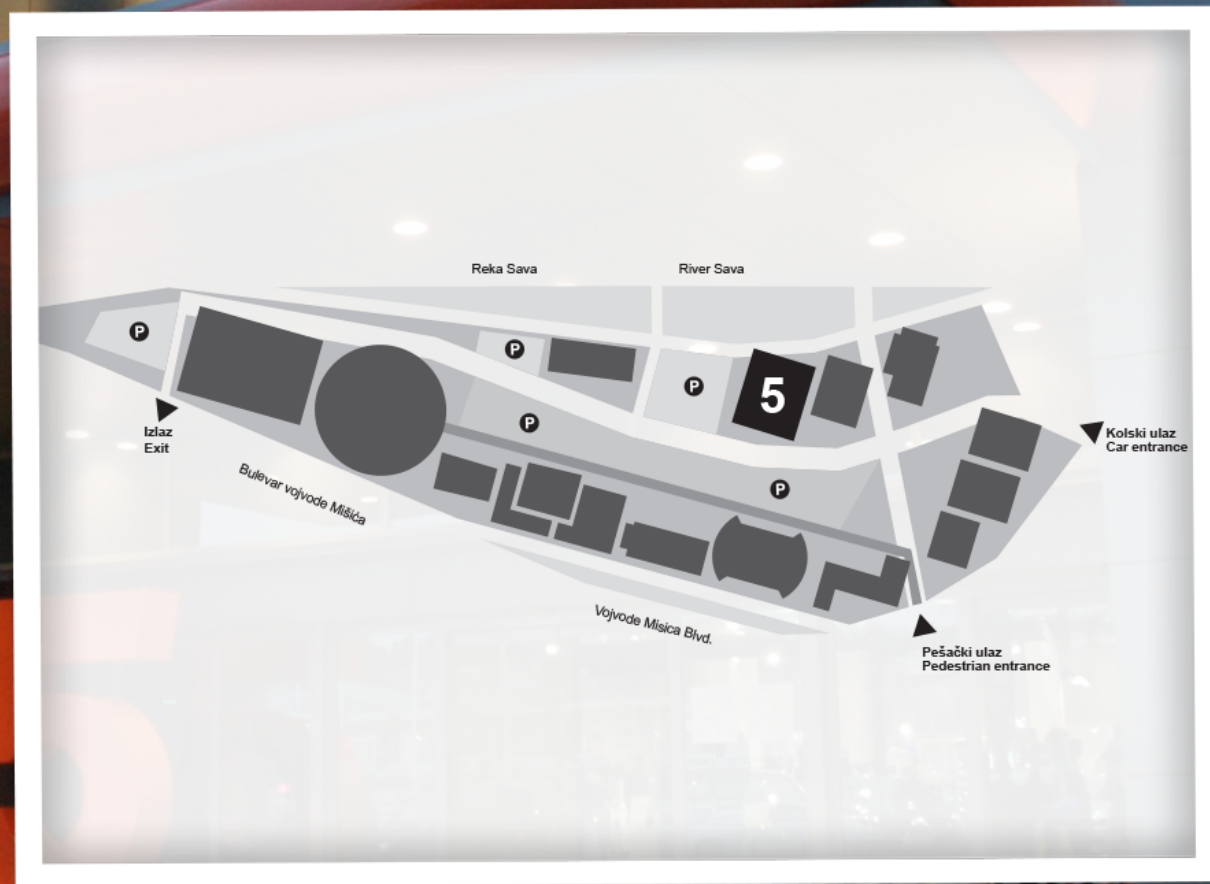 Reka Sava
River Sava
P
P
P
5
P
P
Izlaz
Exit
Kolski ulaz
Car entrance
Bulevar vojvode Mišića
Vojvode Misica Blvd.
Pešački ulaz
Pedestrian entrance